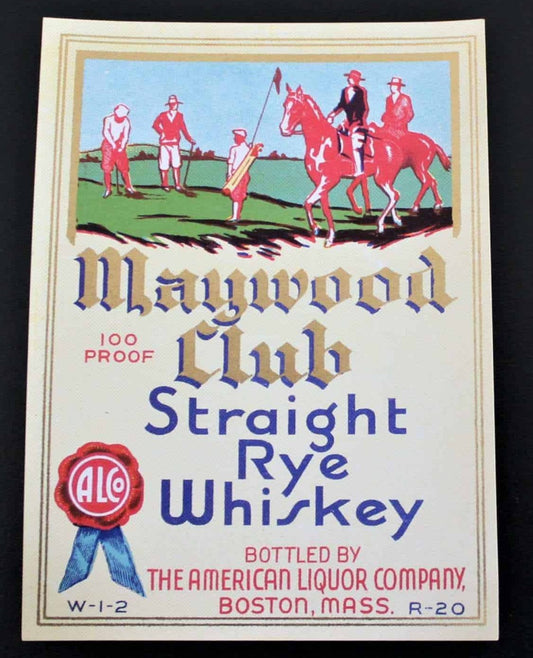 Maywood
Club
100
PROOF
Straight
Rye
Whiskey
ALCO
BOTTLED BY
THE AMERICAN LIQUOR COMPANY,
BOSTON, MASS.
W-1-2
R-20